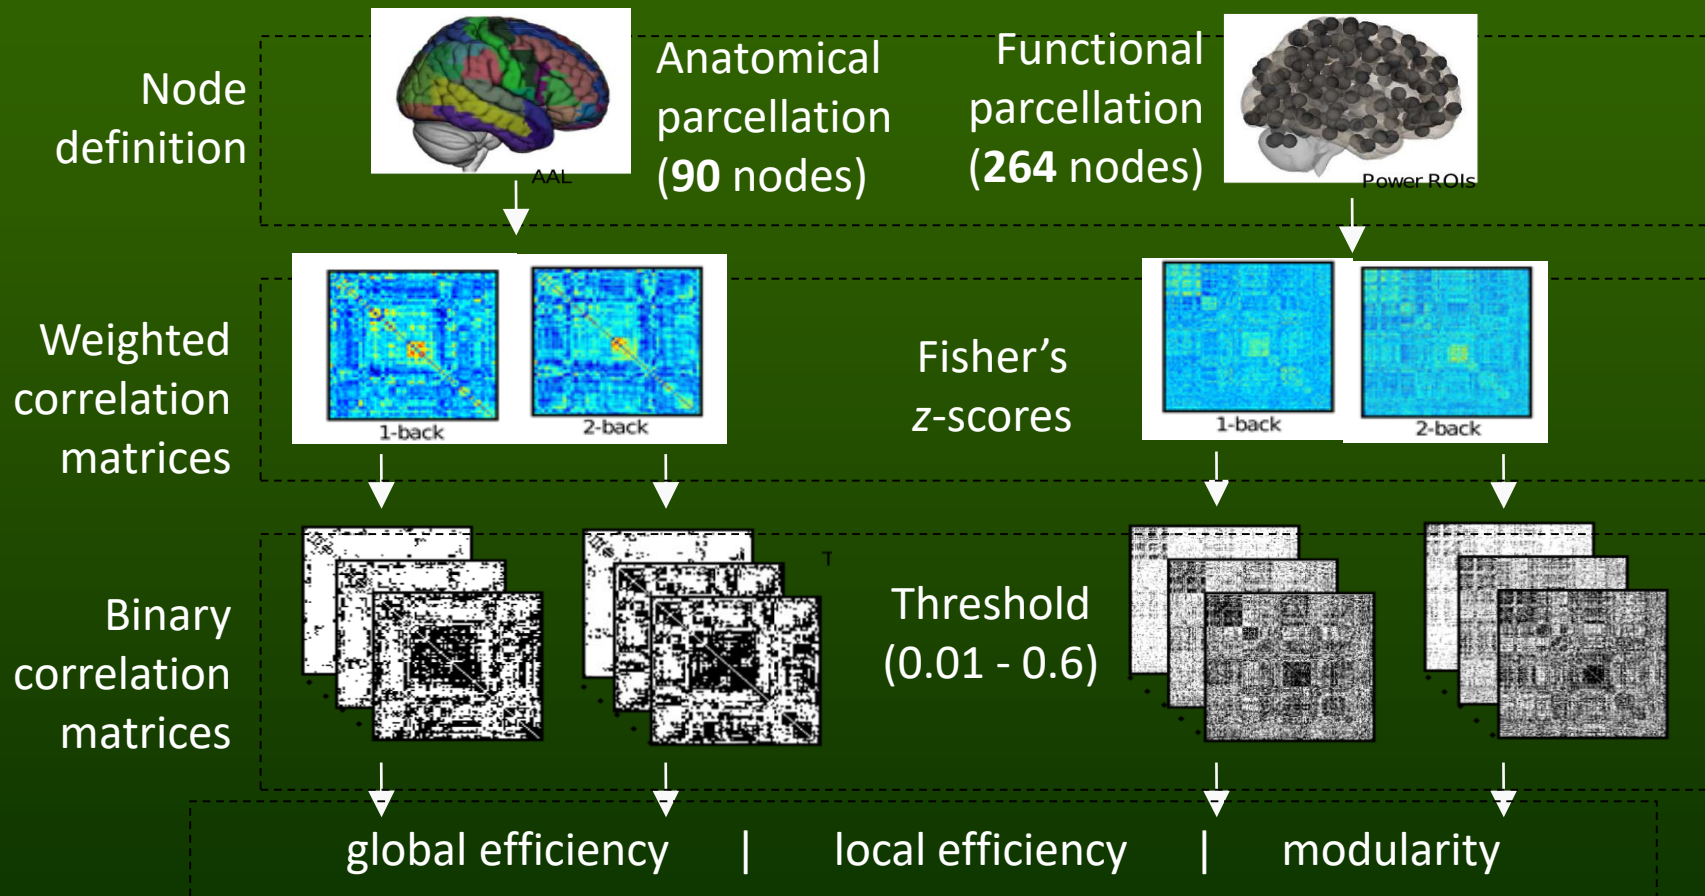 Node
definition
AAL
Anatomical
parcellation
(90 nodes)
Functional
parcellation
(264 nodes)
Power ROIs
Weighted
correlation
matrices
1-back
2-back
Fisher’s
z-scores
1-back
2-back
Binary
correlation
matrices
T
Threshold
(0.01 - 0.6)
global efficiency | local efficiency | modularity